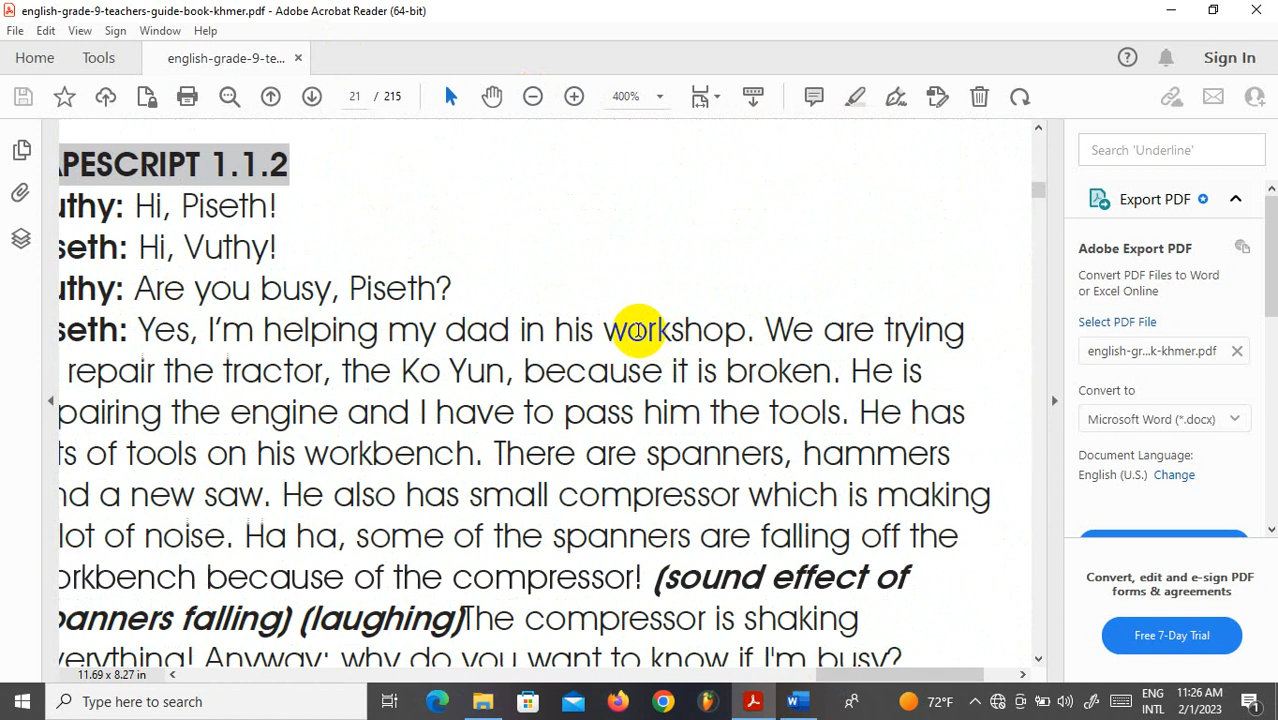 english-grade-9-teachers-guide-book-khmer.pdf - Adobe Acrobat Reader (64-bit)
File Edit View Sign Window Help
Home Tools english-grade-9-te... Sign In
21 / 215 400%
APESCRIPT 1.1.2
uthy: Hi, Piseth!
seth: Hi, Vuthy!
uthy: Are you busy, Piseth?
seth: Yes, I'm helping my dad in his workshop. We are trying
repair the tractor, the Ko Yun, because it is broken. He is
pairing the engine and I have to pass him the tools. He has
ts of tools on his workbench. There are spanners, hammers
nd a new saw. He also has small compressor which is making
lot of noise. Ha ha, some of the spanners are falling off the
orkbench because of the compressor! (sound effect of
panners falling) (laughing)The compressor is shaking
verything! Anyway; why do you want to know if I'm busy?
11.69 x 8.27 in
Search 'Underline'
Export PDF
Adobe Export PDF
Convert PDF Files to Word
or Excel Online
Select PDF File
english-gr...k-khmer.pdf
Convert to
Microsoft Word (*.docx)
Document Language:
English (U.S.) Change
Convert, edit and e-sign PDF
forms & agreements
Free 7-Day Trial
Type here to search
72°F
ENG
INTL
11:26 AM
2/1/2023
1